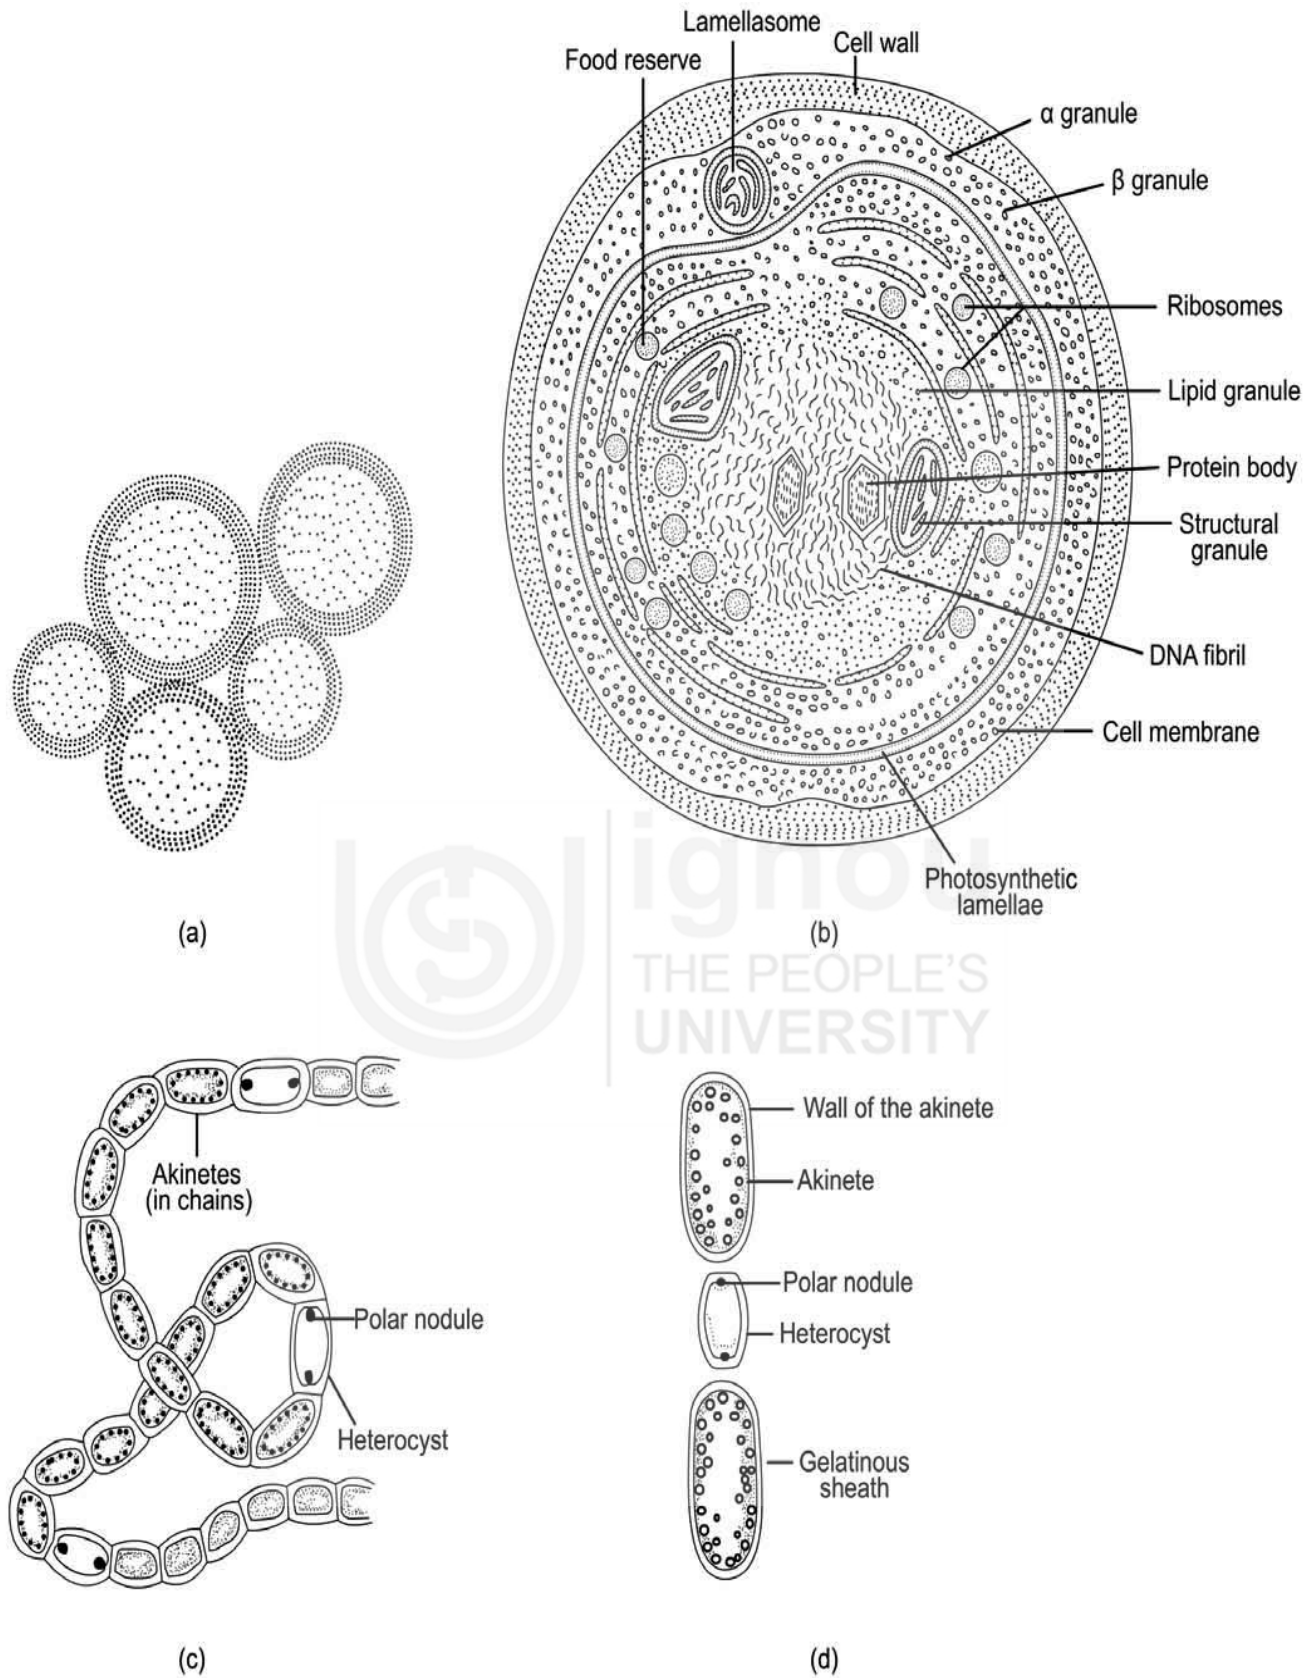 Lamellasome
Cell wall
Food reserve
α granule
β granule
Ribosomes
Lipid granule
Protein body
Structural
granule
DNA fibril
Cell membrane
Photosynthetic
lamellae
(a)
(b)
ignou
THE PEOPLE'S
UNIVERSITY
Akinetes
(in chains)
Polar nodule
Heterocyst
Wall of the akinete
Akinete
Polar nodule
Heterocyst
Gelatinous
sheath
(c)
(d)